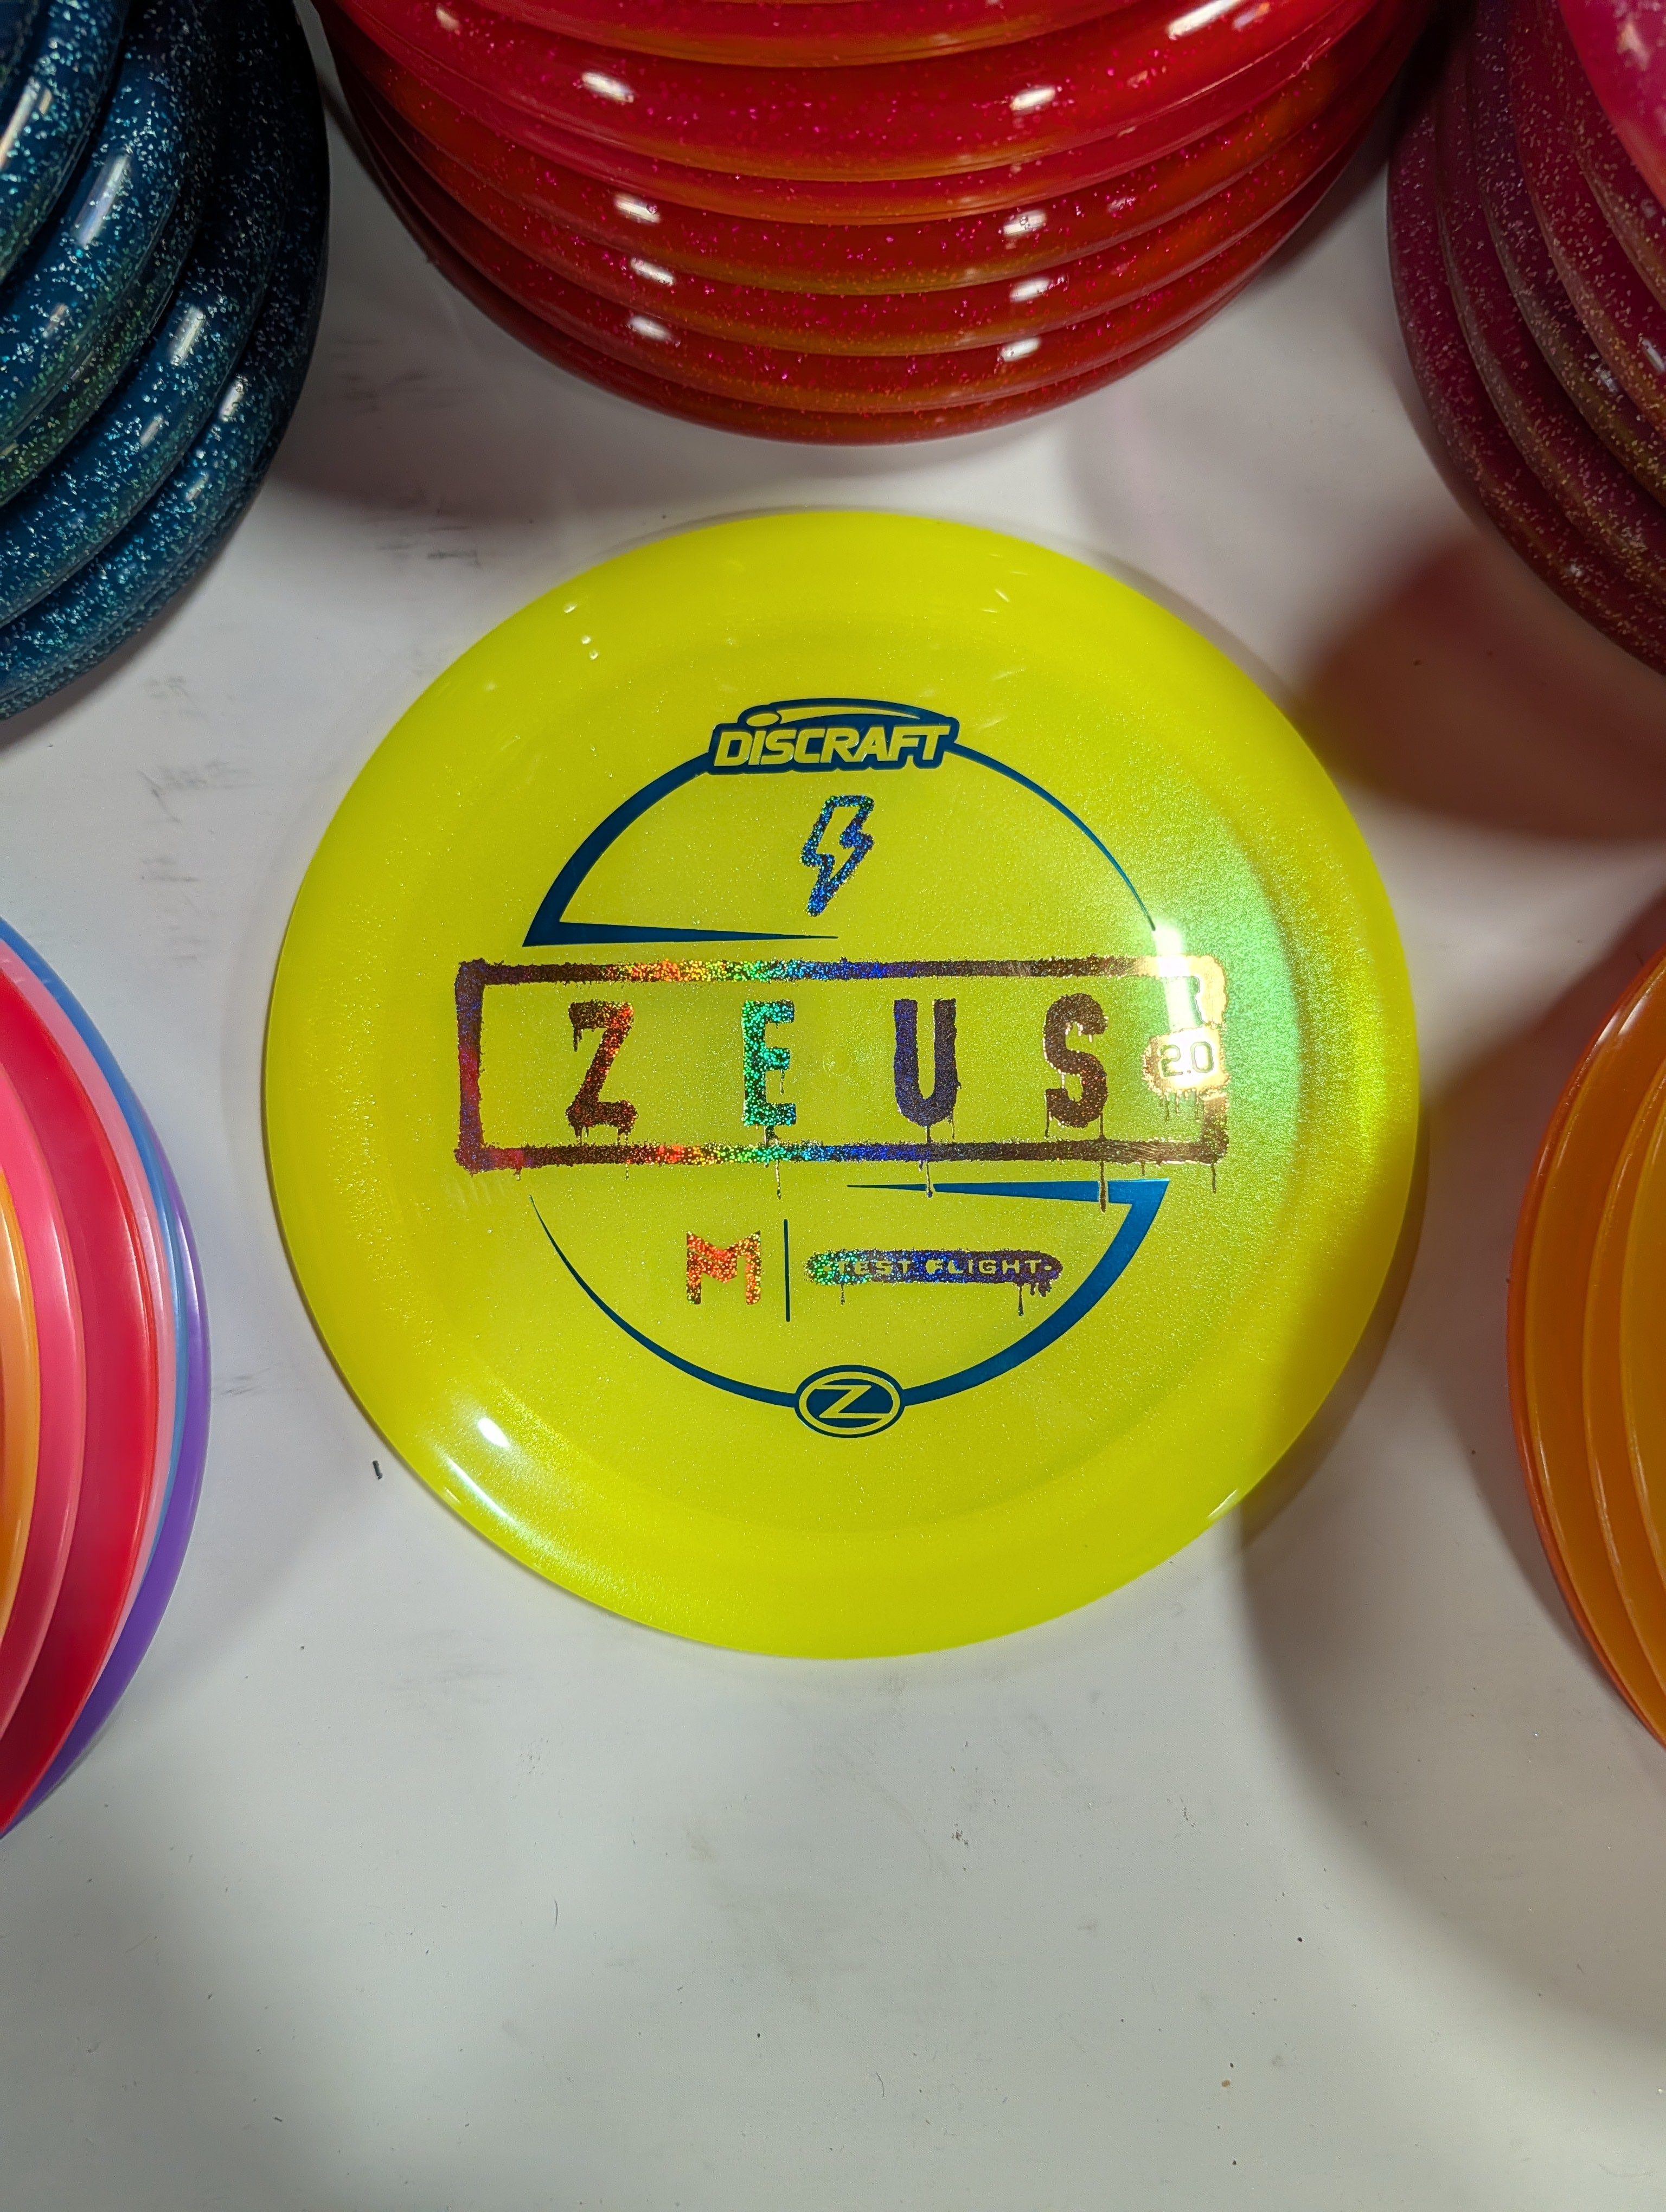 DISCRAFT
ZEUS
2.0
M TEST FLIGHT
Z